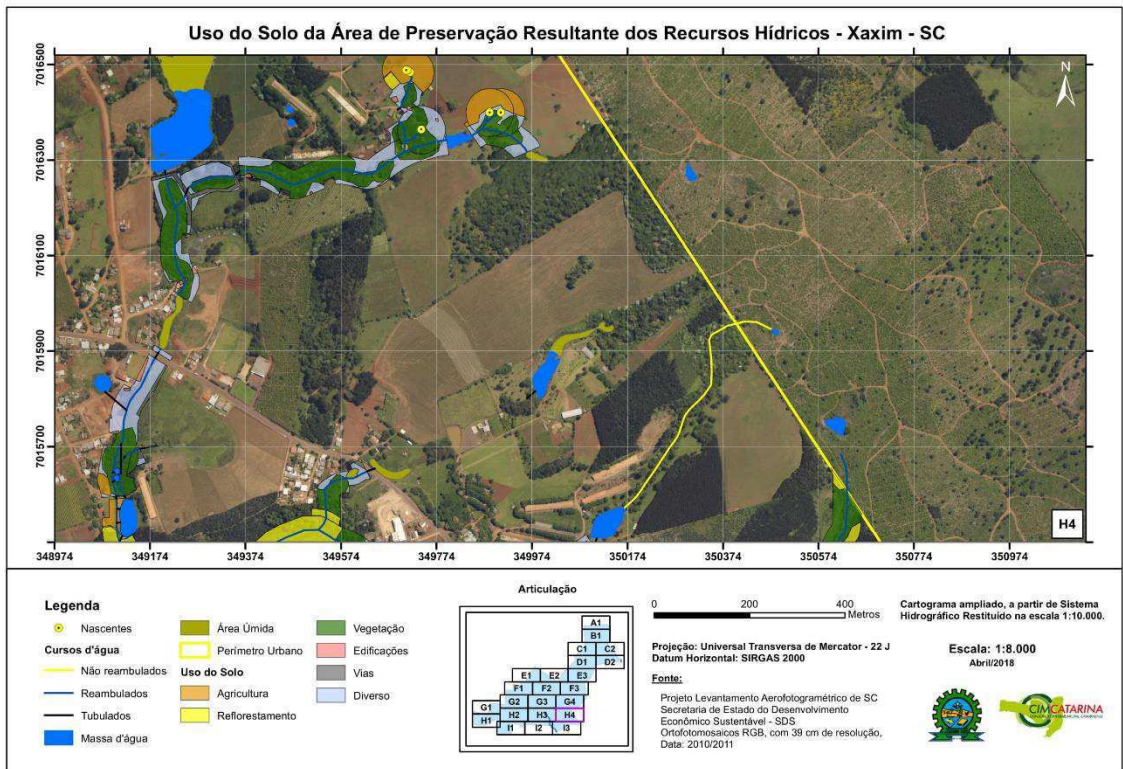 Uso do Solo da Área de Preservação Resultante dos Recursos Hídricos - Xaxim - SC
7016500
7016300
7016100
7015900
7015700
N
H4
348974 349174 349374 349574 349774 349974 350174 350374 350574 350774 350974
Legenda
Nascentes
Cursos d'água
Não reambulados
Reambulados
Tubulados
Massa d'água
Área Úmida
Perímetro Urbano
Uso do Solo
Agricultura
Reflorestamento
Vegetação
Edificações
Vias
Diverso
Articulação
A1
B1
C1 C2
D1 D2
E1 E2 E3
F1 F2 F3
G1 G2 G3 G4
H1 H2 H3 H4
I1 I2 I3
0 200 400
Metros
Projeção: Universal Transversa de Mercator - 22 J
Datum Horizontal: SIRGAS 2000
Fonte:
Projeto Levantamento Aerofotogramétrico de SC
Secretaria de Estado do Desenvolvimento
Econômico Sustentável - SDS
Ortofotomosaicos RGB, com 39 cm de resolução,
Data: 2010/2011
Cartograma ampliado, a partir de Sistema
Hidrográfico Restituído na escala 1:10.000.
Escala: 1:8.000
Abril/2018
CIMCATARINA